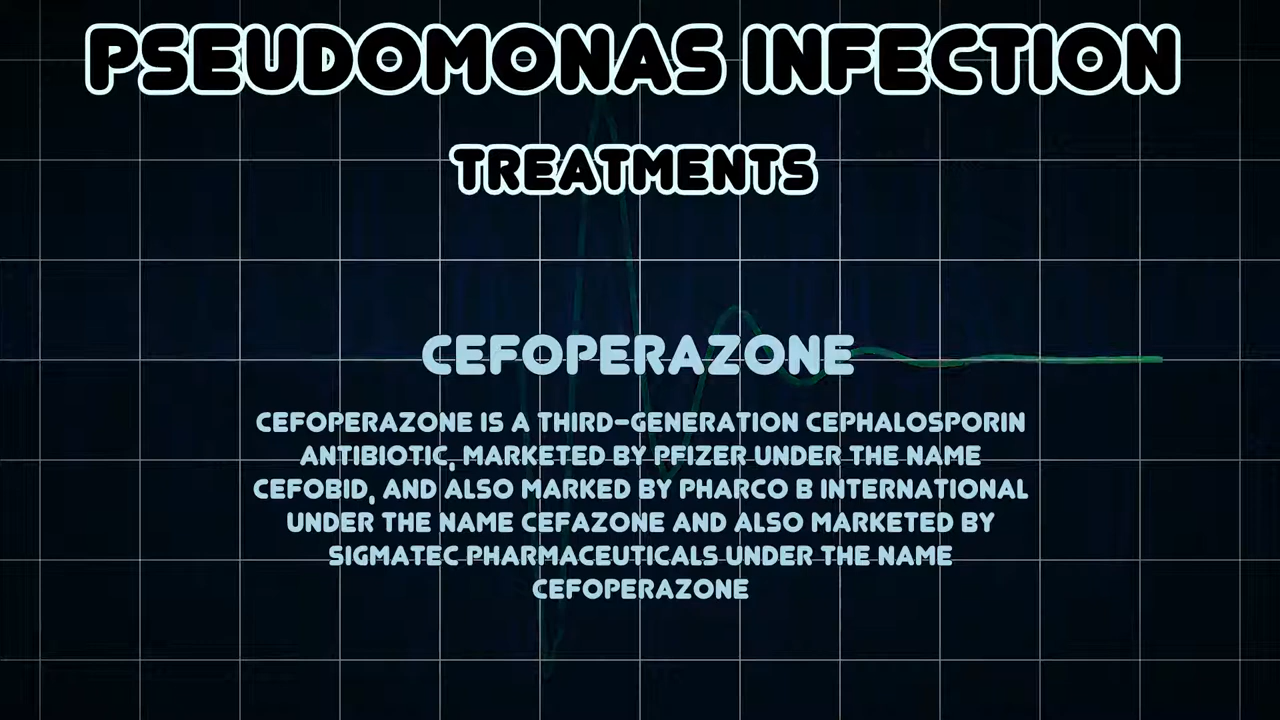 PSEUDOMONAS INFECTION
TREATMENTS
CEFOPERAZONE
CEFOPERAZONE IS A THIRD-GENERATION CEPHALOSPORIN
ANTIBIOTIC, MARKETED BY PFIZER UNDER THE NAME
CEFOBID, AND ALSO MARKED BY PHARCO B INTERNATIONAL
UNDER THE NAME CEFAZONE AND ALSO MARKETED BY
SIGMATEC PHARMACEUTICALS UNDER THE NAME
CEFOPERAZONE